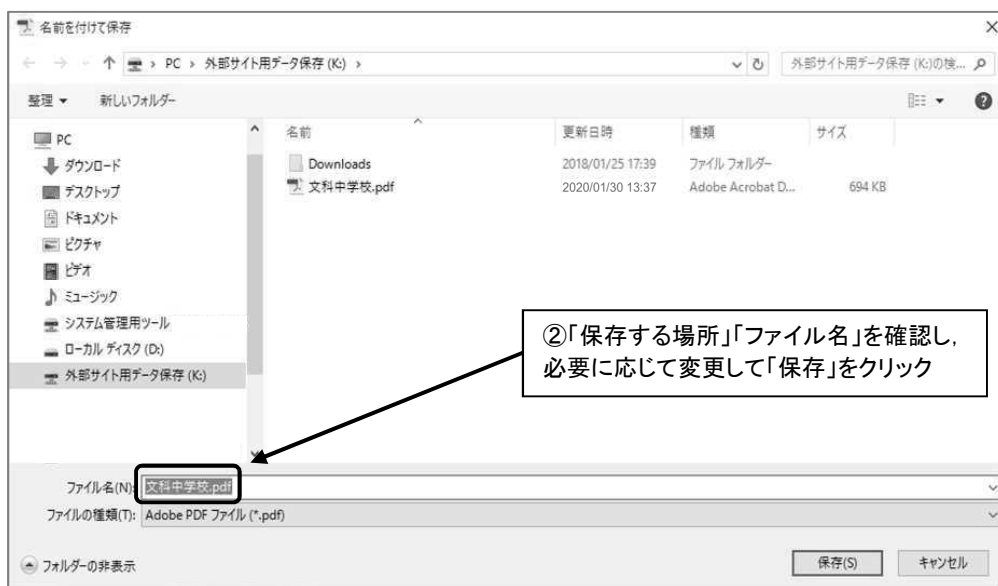 名前を付けて保存
PC › 外部サイト用データ保存 (K:) ›
外部サイト用データ保存 (K:)の検...
整理 新しいフォルダー
名前 更新日時 種類 サイズ
PC
ダウンロード
デスクトップ
ドキュメント
ピクチャ
ビデオ
ミュージック
システム管理用ツール
ローカル ディスク (D:)
外部サイト用データ保存 (K:)
Downloads 2018/01/25 17:39 ファイル フォルダー
文科中学校.pdf 2020/01/30 13:37 Adobe Acrobat D... 694 KB
②「保存する場所」「ファイル名」を確認し,
必要に応じて変更して「保存」をクリック
ファイル名(N): 文科中学校.pdf
ファイルの種類(T): Adobe PDF ファイル (*.pdf)
フォルダーの非表示
保存(S) キャンセル